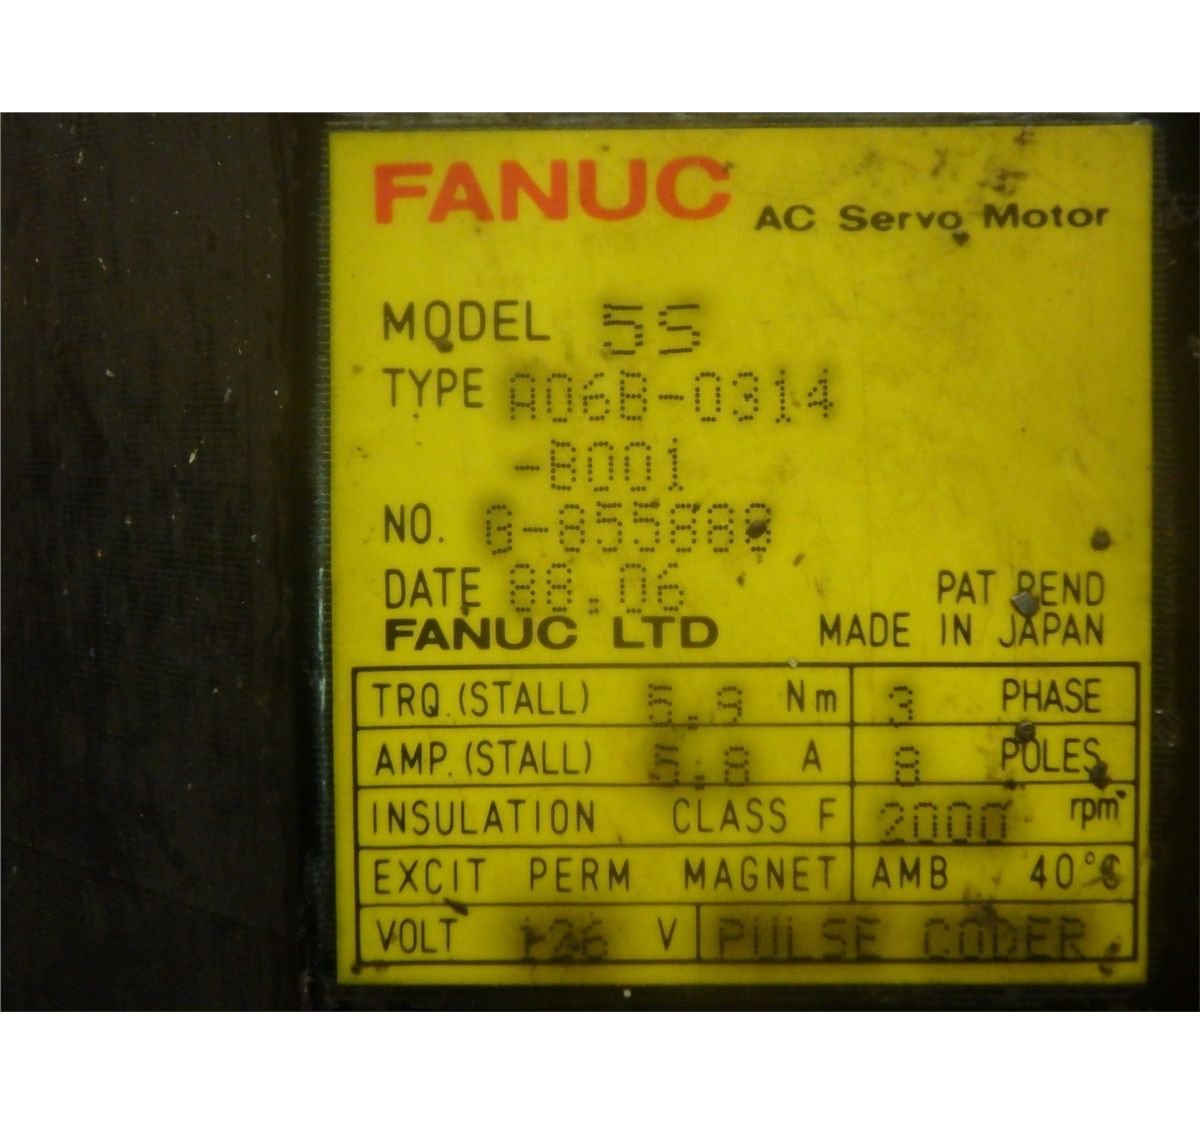 FANUC AC Servo Motor
MODEL 5S
TYPE A06B-0314
-B001
NO.
DATE 88.06
PAT PEND
FANUC LTD MADE IN JAPAN
TRQ.(STALL) 5.9 Nm 3 PHASE
AMP.(STALL) 5.8 A 8 POLES
INSULATION CLASS F 2000 rpm
EXCIT PERM MAGNET AMB 40°C
VOLT 126 V PULSE CODER